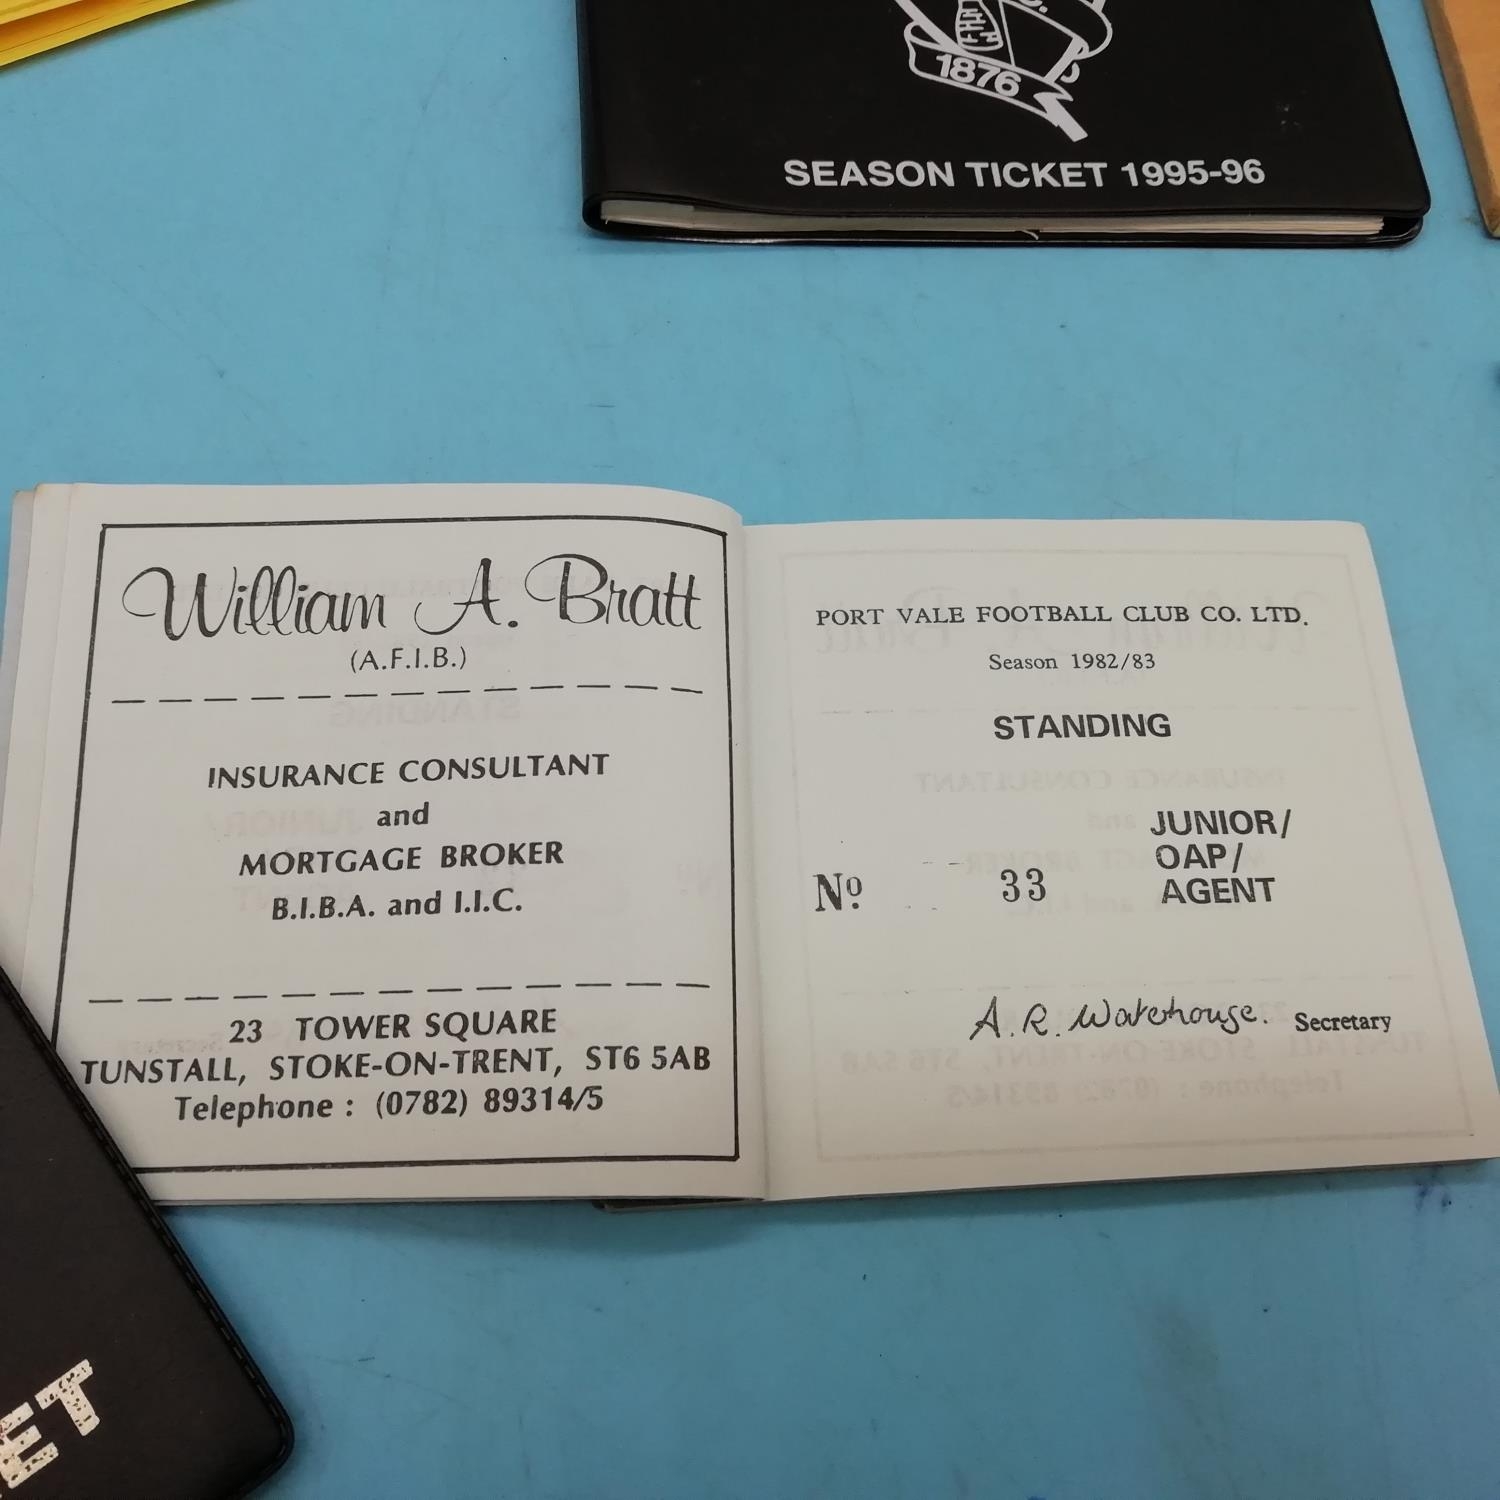 1876
SEASON TICKET 1995-96
William A. Bratt
(A.F.I.B.)
INSURANCE CONSULTANT
and
MORTGAGE BROKER
B.I.B.A. and I.I.C.
23 TOWER SQUARE
TUNSTALL, STOKE-ON-TRENT, ST6 5AB
Telephone : (0782) 89314/5
PORT VALE FOOTBALL CLUB CO. LTD.
Season 1982/83
STANDING
JUNIOR/
OAP/
Nº 33 AGENT
A. R. Waterhouse. Secretary
ET